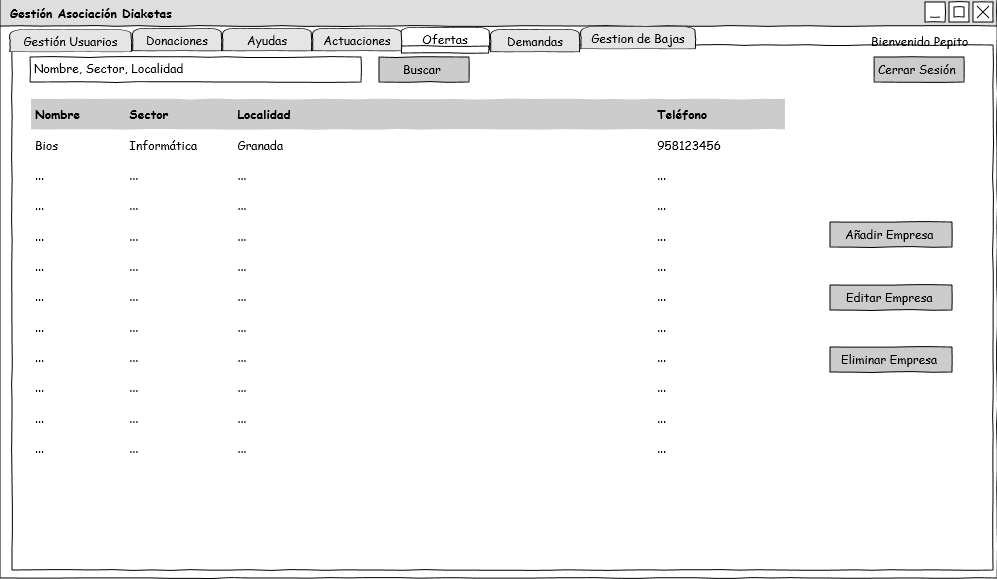 Gestión Asociación Diaketas
Gestión Usuarios Donaciones Ayudas Actuaciones Ofertas Demandas Gestion de Bajas Bienvenido Pepito
Nombre, Sector, Localidad Buscar Cerrar Sesión
Nombre Sector Localidad Teléfono
Bios Informática Granada 958123456
... ... ... ...
... ... ... ...
... ... ... ...
Añadir Empresa
... ... ... ...
... ... ... ...
Editar Empresa
... ... ... ...
... ... ... ...
Eliminar Empresa
... ... ... ...
... ... ... ...
... ... ... ...